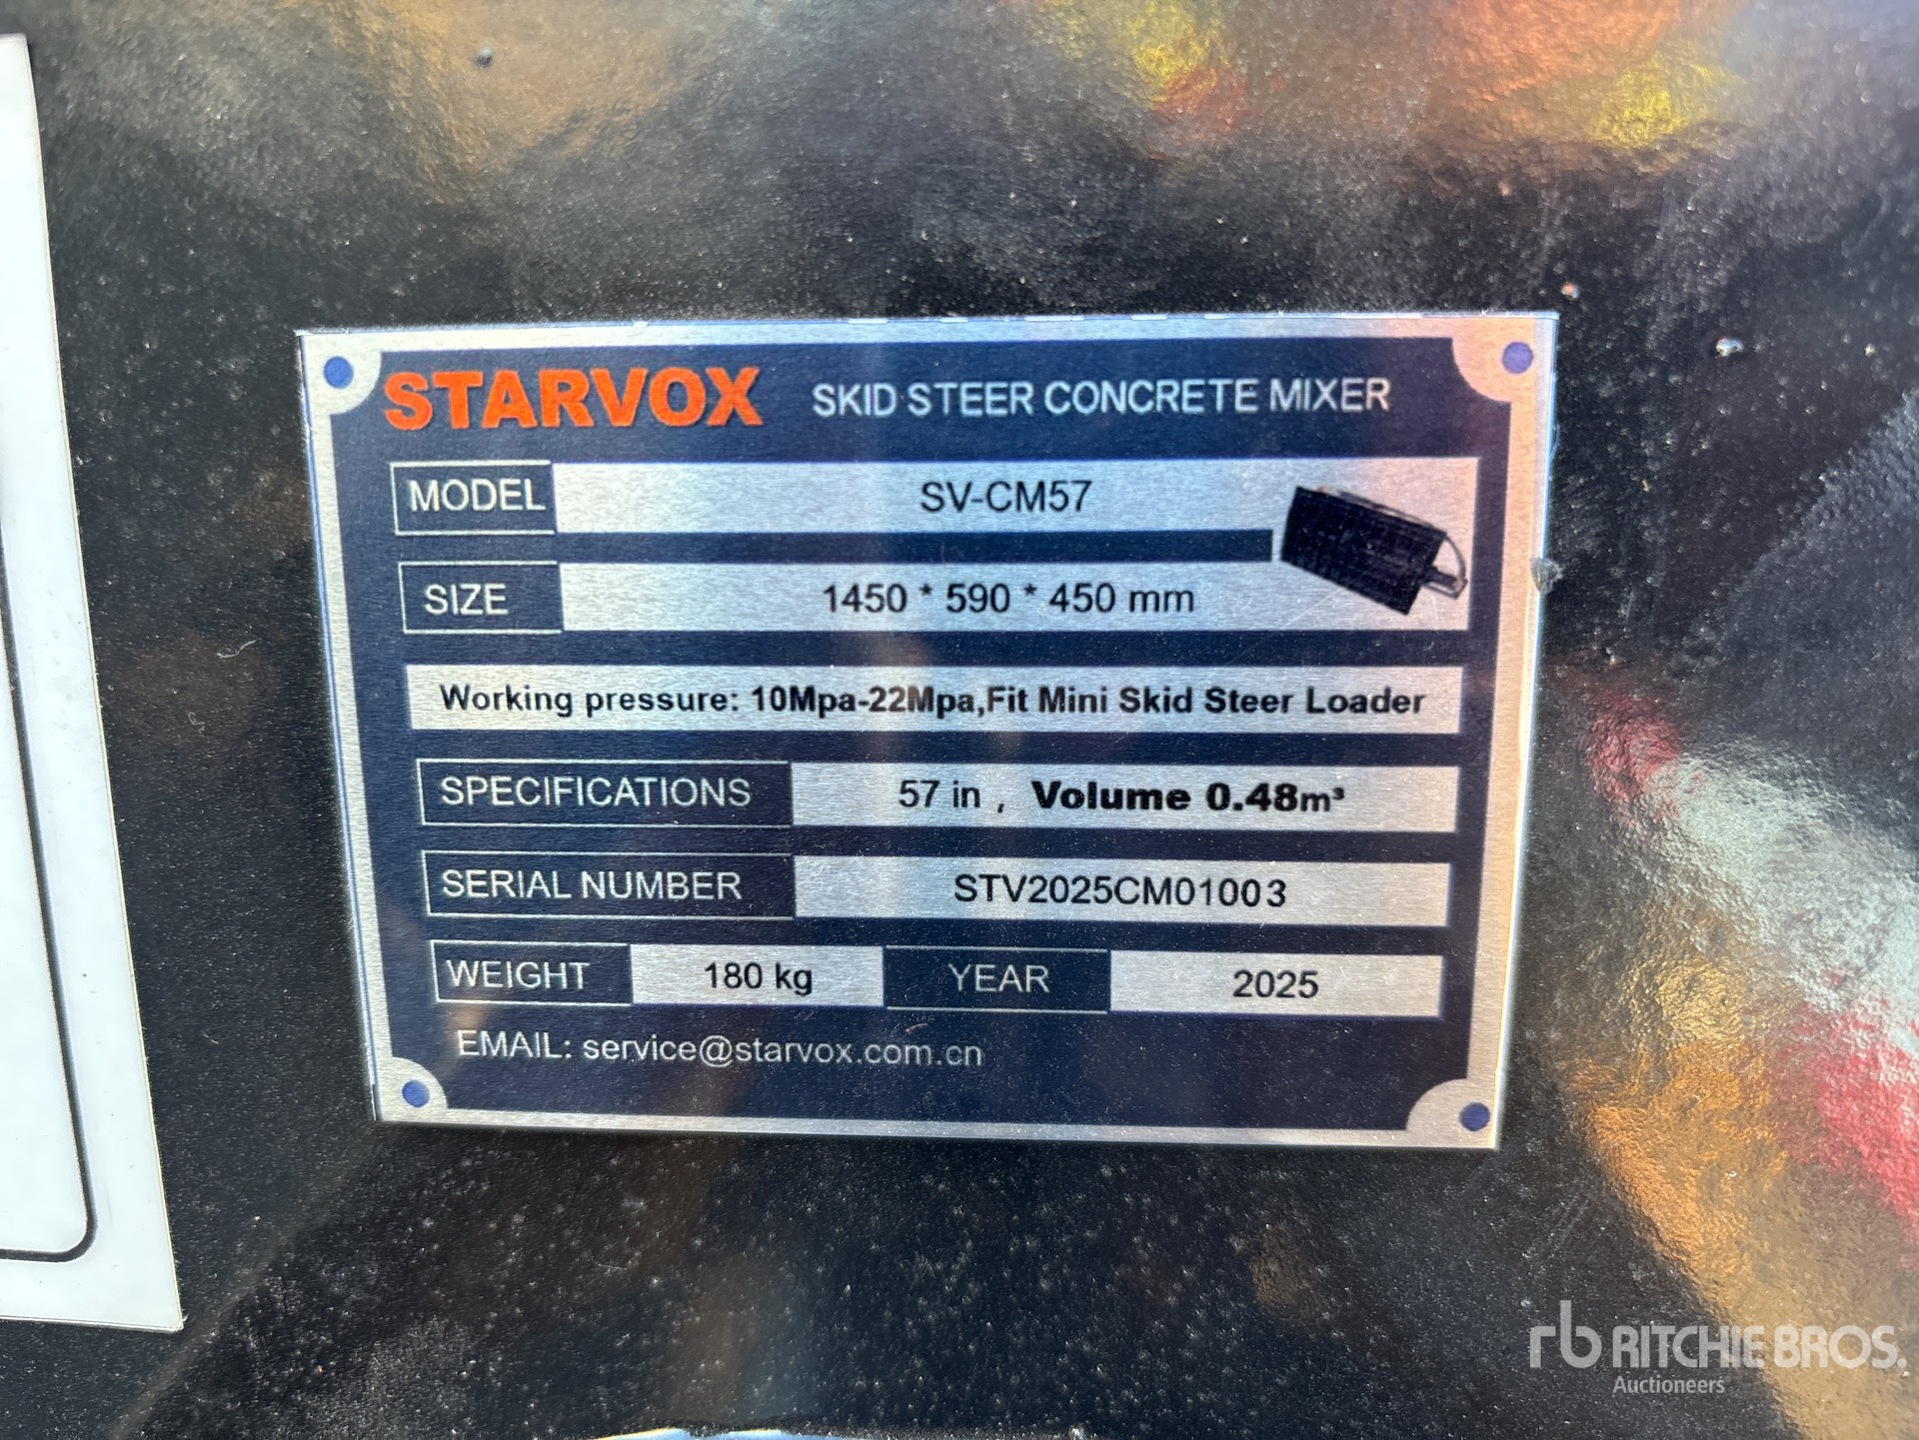 STARVOX SKID STEER CONCRETE MIXER
MODEL SV-CM57
SIZE 1450 * 590 * 450 mm
Working pressure: 10Mpa-22Mpa,Fit Mini Skid Steer Loader
SPECIFICATIONS 57 in , Volume 0.48m³
SERIAL NUMBER STV2025CM01003
WEIGHT 180 kg YEAR 2025
EMAIL: service@starvox.com.cn
rb RITCHIE BROS.
Auctioneers